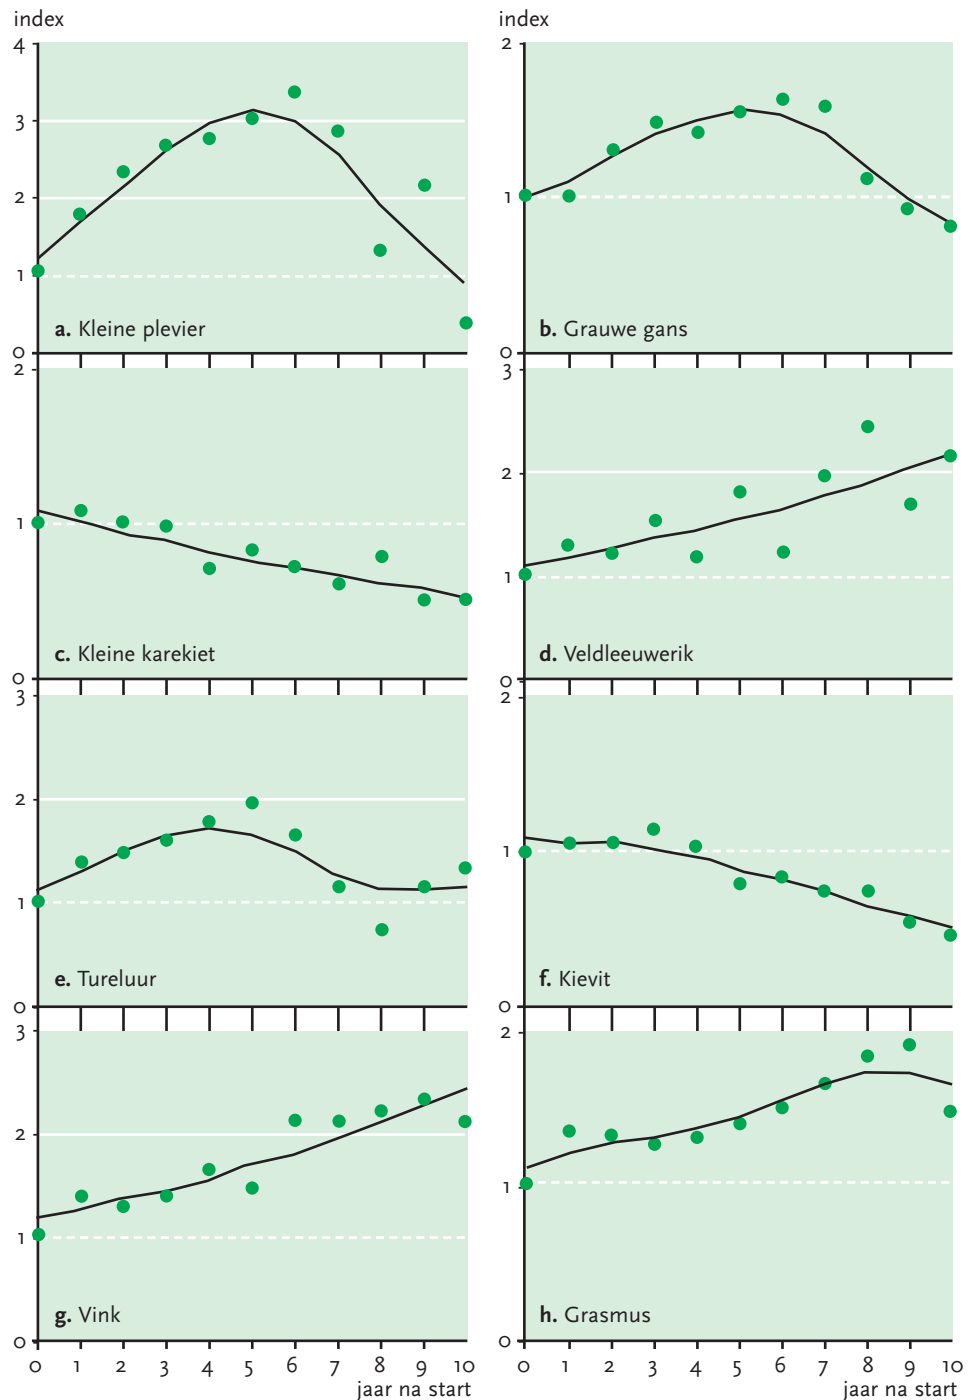 index index
4 2
3
2 1
1
a. Kleine plevier b. Grauwe gans
0 0
2 3
2
1
1
c. Kleine karekiet d. Veldleeuwerik
0 0
3 2
2
1
1
e. Tureluur f. Kievit
0 0
3 2
2
1
1
g. Vink h. Grasmus
0 0
0 1 2 3 4 5 6 7 8 9 10 0 1 2 3 4 5 6 7 8 9 10
jaar na start jaar na start